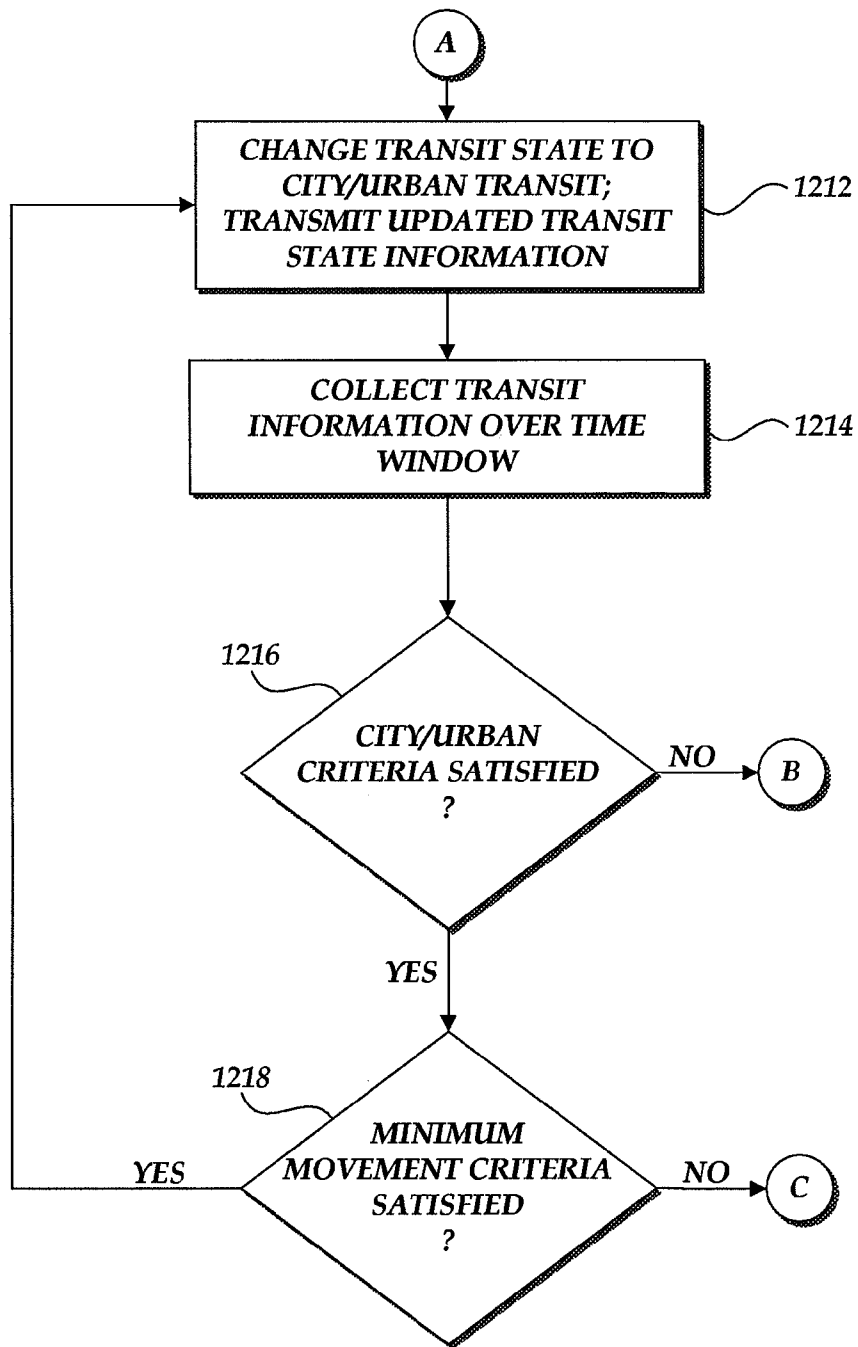 A
CHANGE TRANSIT STATE TO
CITY/URBAN TRANSIT;
TRANSMIT UPDATED TRANSIT
STATE INFORMATION
1212
COLLECT TRANSIT
INFORMATION OVER TIME
WINDOW
1214
1216
CITY/URBAN
CRITERIA SATISFIED
?
NO
B
YES
1218
MINIMUM
MOVEMENT CRITERIA
SATISFIED
?
YES
NO
C